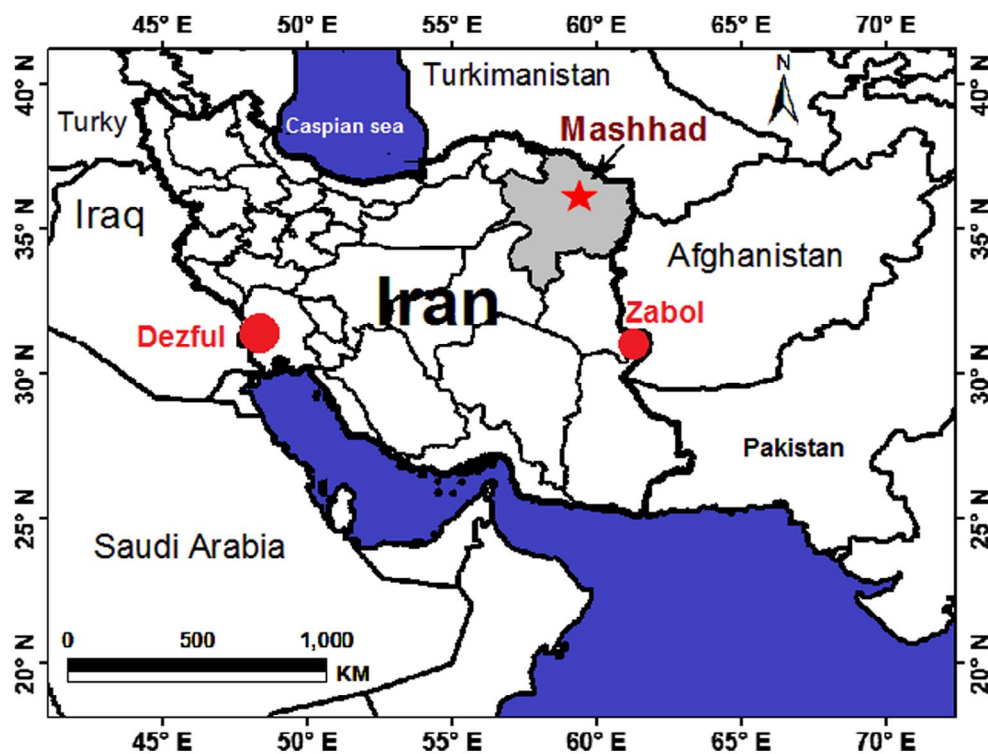 45° E 50° E 55° E 60° E 65° E 70° E
40° N 40° N
35° N 35° N
30° N 30° N
25° N 25° N
20° N 20° N
N
Turkimanistan
Turky
Caspian sea
Mashhad
Iraq
Afghanistan
Iran
Zabol
Dezful
Pakistan
Saudi Arabia
0 500 1,000
KM
45° E 50° E 55° E 60° E 65° E 70° E